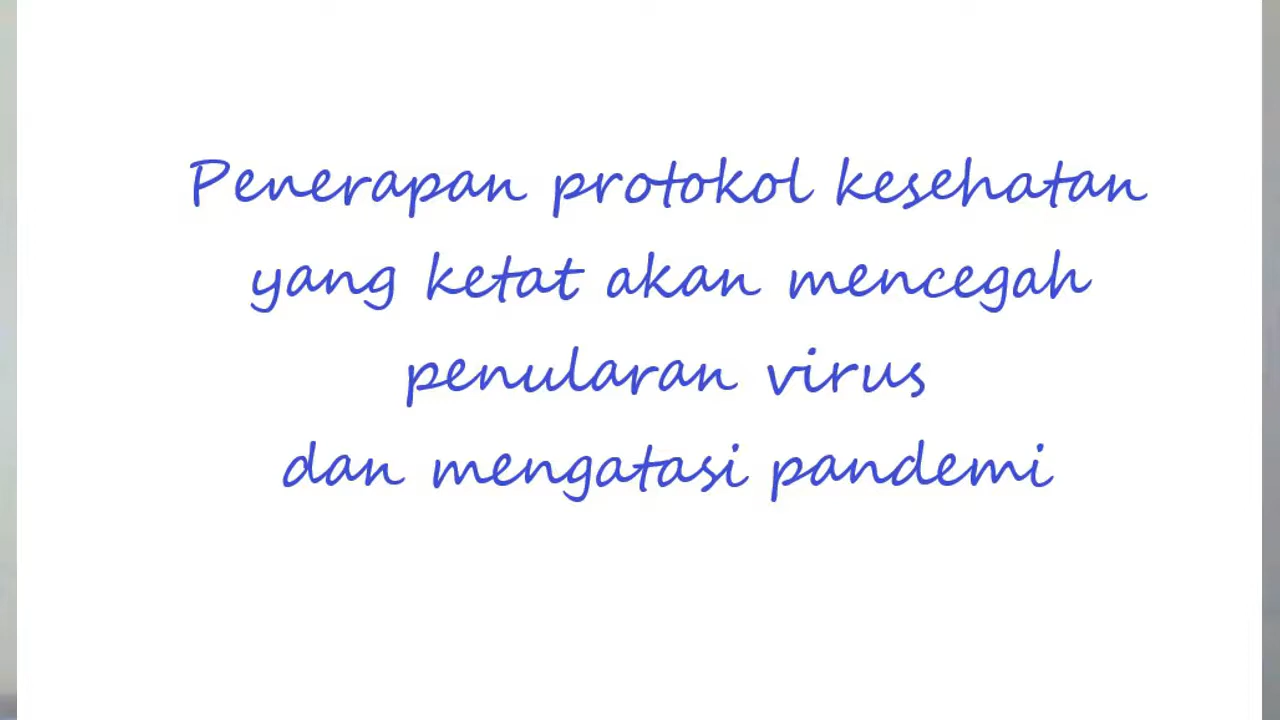 Penerapan protokol kesehatan
yang ketat akan mencegah
penularan virus
dan mengatasi pandemi